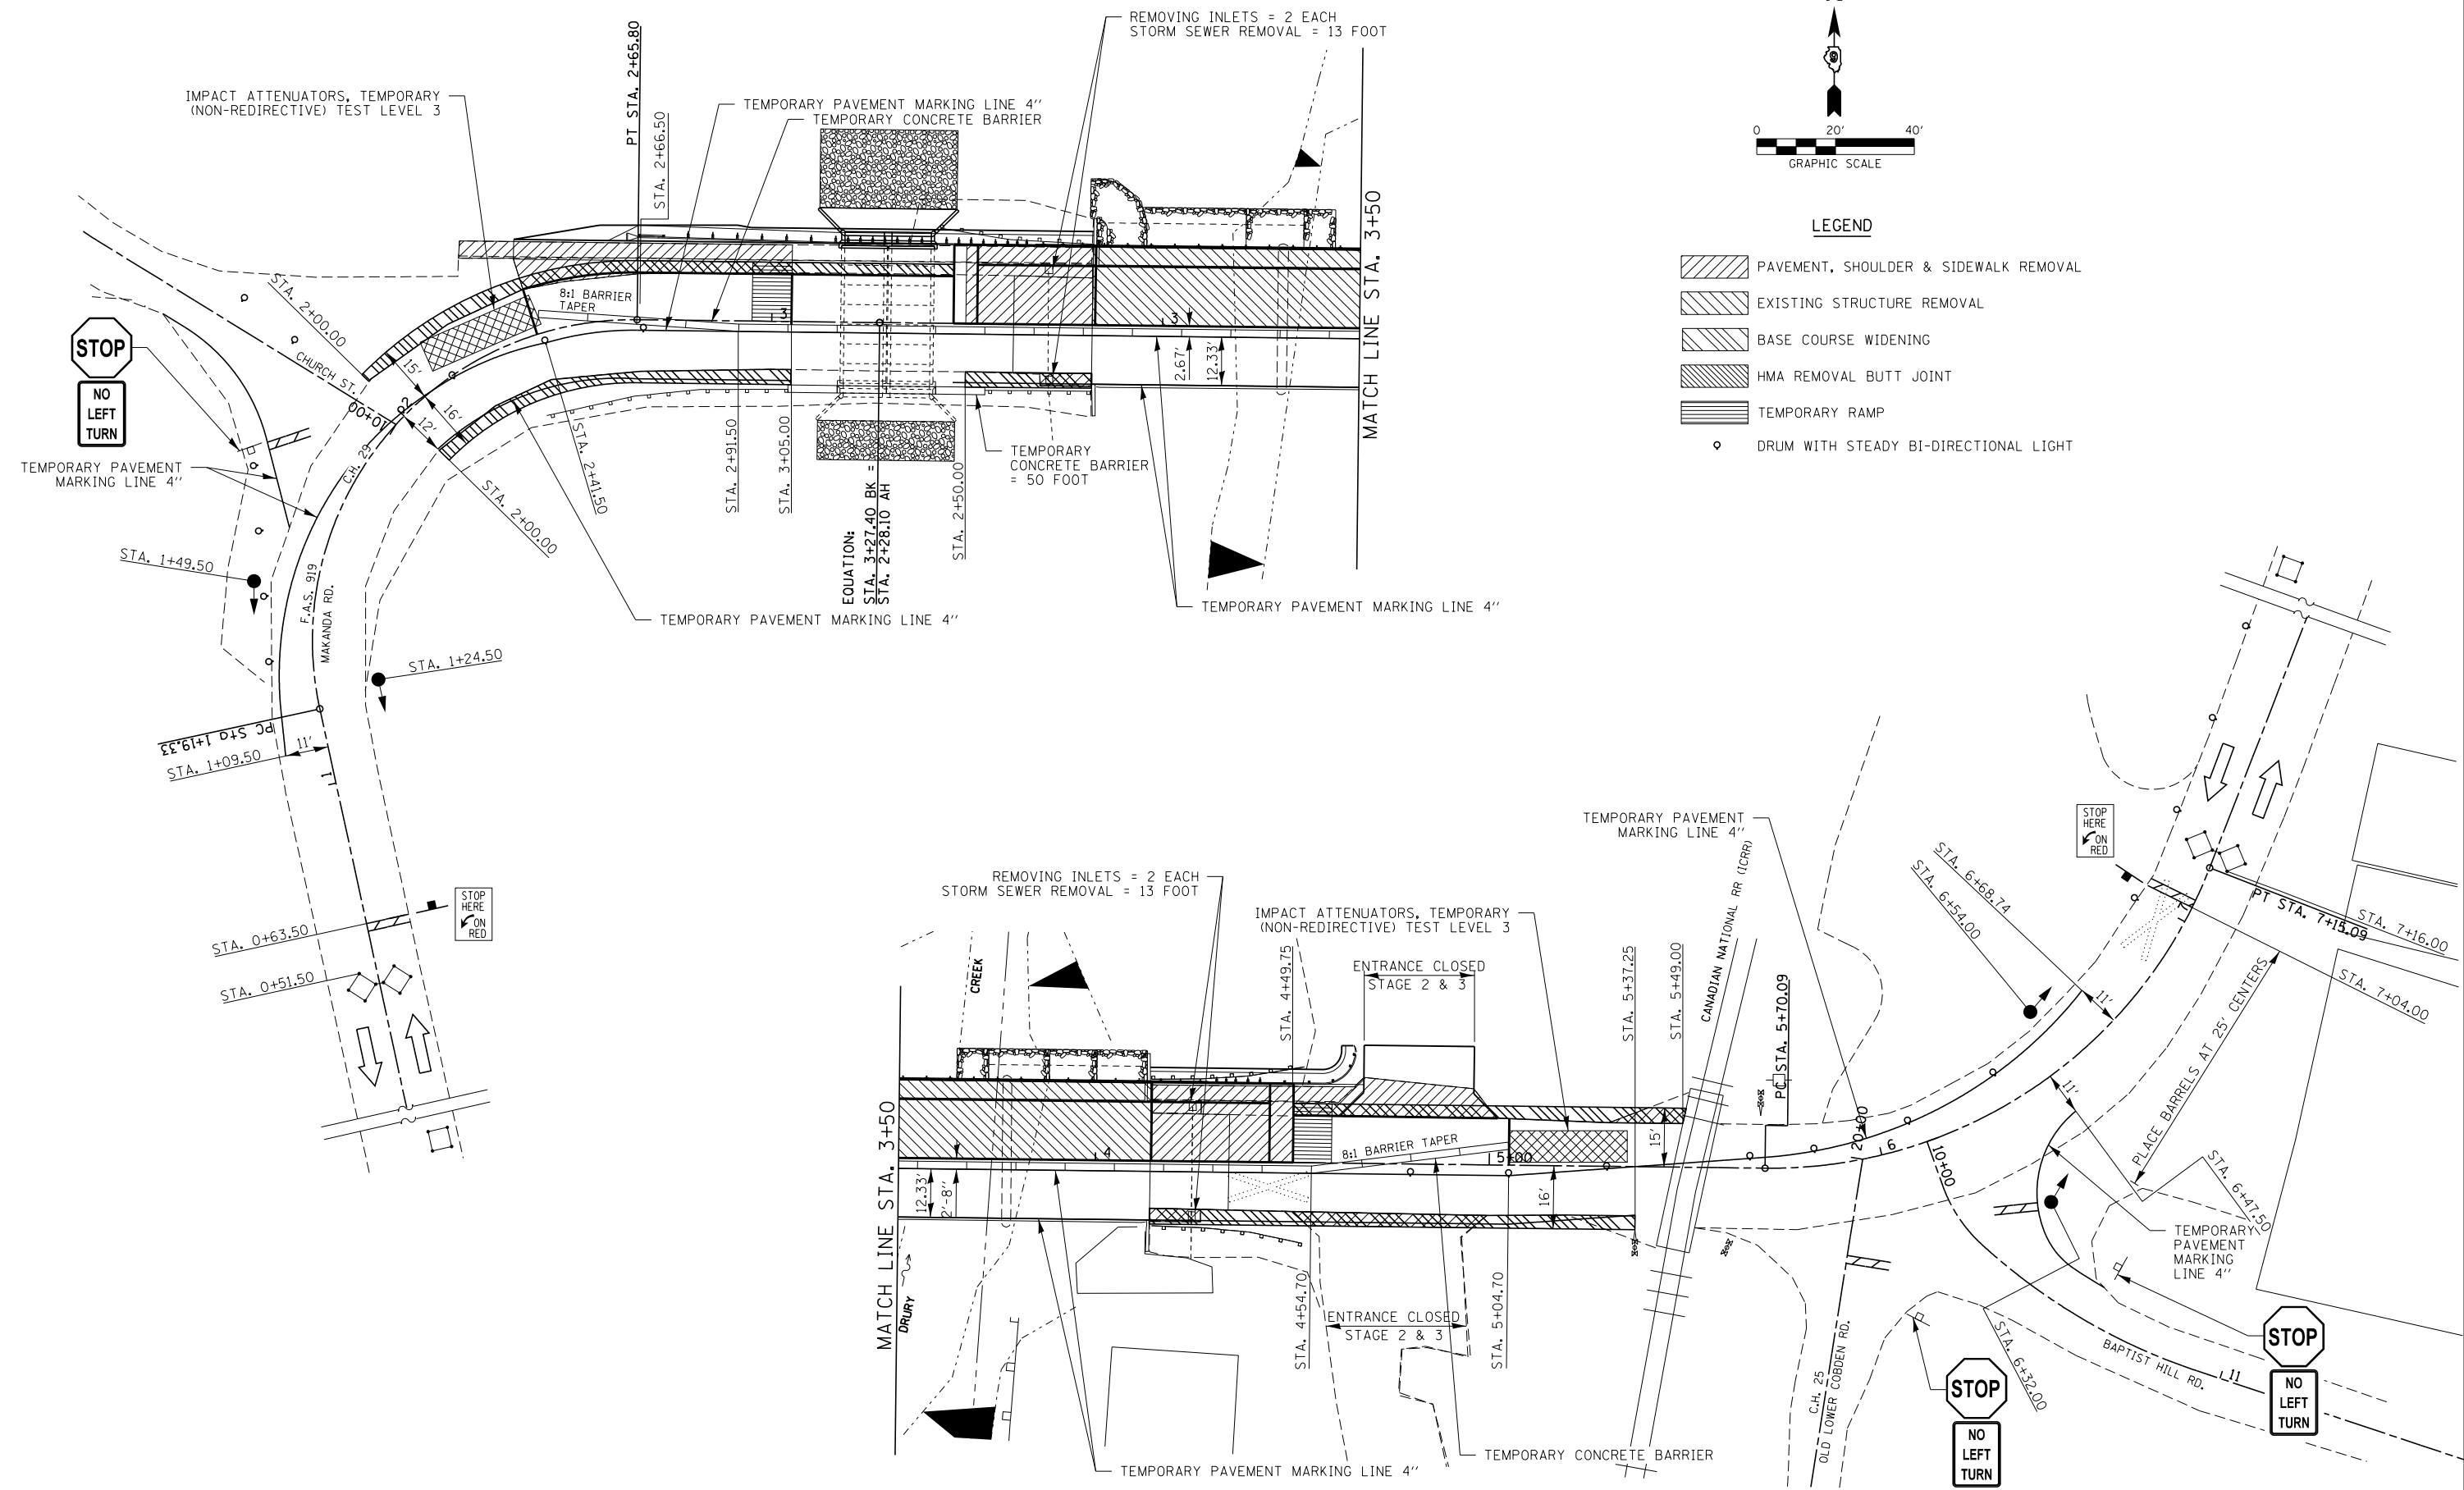 REMOVING INLETS = 2 EACH
STORM SEWER REMOVAL = 13 FOOT
PT STA. 2+65.80
STA. 2+66.50
IMPACT ATTENUATORS, TEMPORARY
(NON-REDIRECTIVE) TEST LEVEL 3
TEMPORARY PAVEMENT MARKING LINE 4''
TEMPORARY CONCRETE BARRIER
MATCH LINE STA. 3+50
0 20' 40'
GRAPHIC SCALE
LEGEND
PAVEMENT, SHOULDER & SIDEWALK REMOVAL
EXISTING STRUCTURE REMOVAL
BASE COURSE WIDENING
HMA REMOVAL BUTT JOINT
TEMPORARY RAMP
DRUM WITH STEADY BI-DIRECTIONAL LIGHT
STA. 2+00.00
8:1 BARRIER
TAPER
3
3
2.67'
12.33'
STOP
NO
LEFT
TURN
CHURCH ST.
15'
16'
12'
2
10+00
C.H. 29
TEMPORARY PAVEMENT
MARKING LINE 4''
STA. 2+00.00
STA. 2+41.50
STA. 2+91.50
STA. 3+05.00
EQUATION:
STA. 3+27.40 BK =
STA. 2+28.10 AH
STA. 2+50.00
TEMPORARY
CONCRETE BARRIER
= 50 FOOT
TEMPORARY PAVEMENT MARKING LINE 4''
TEMPORARY PAVEMENT MARKING LINE 4''
STA. 1+49.50
F.A.S. 919
MAKANDA RD.
STA. 1+24.50
PC Sta 1+19.33
STA. 1+09.50
11'
1
STA. 0+63.50
STA. 0+51.50
STOP
HERE
ON
RED
REMOVING INLETS = 2 EACH
STORM SEWER REMOVAL = 13 FOOT
IMPACT ATTENUATORS, TEMPORARY
(NON-REDIRECTIVE) TEST LEVEL 3
TEMPORARY PAVEMENT
MARKING LINE 4''
CREEK
STA. 4+49.75
ENTRANCE CLOSED
STAGE 2 & 3
STA. 5+37.25
STA. 5+49.00
CANADIAN NATIONAL RR (ICRR)
PC STA. 5+70.09
MATCH LINE STA. 3+50
4
8:1 BARRIER TAPER
5+00
15'
16'
12.33'
2'-8''
DRURY
STA. 4+54.70
ENTRANCE CLOSED
STAGE 2 & 3
STA. 5+04.70
TEMPORARY CONCRETE BARRIER
TEMPORARY PAVEMENT MARKING LINE 4''
STOP
HERE
ON
RED
STA. 6+68.74
STA. 6+54.00
11'
7
PT STA. 7+15.09
STA. 7+16.00
STA. 7+04.00
PLACE BARRELS AT 25' CENTERS
11'
20+00
6
10+00
STA. 6+47.50
TEMPORARY
PAVEMENT
MARKING
LINE 4''
C.H. 25
OLD LOWER COBDEN RD.
STA. 6+32.00
BAPTIST HILL RD.
11
STOP
NO
LEFT
TURN
STOP
NO
LEFT
TURN